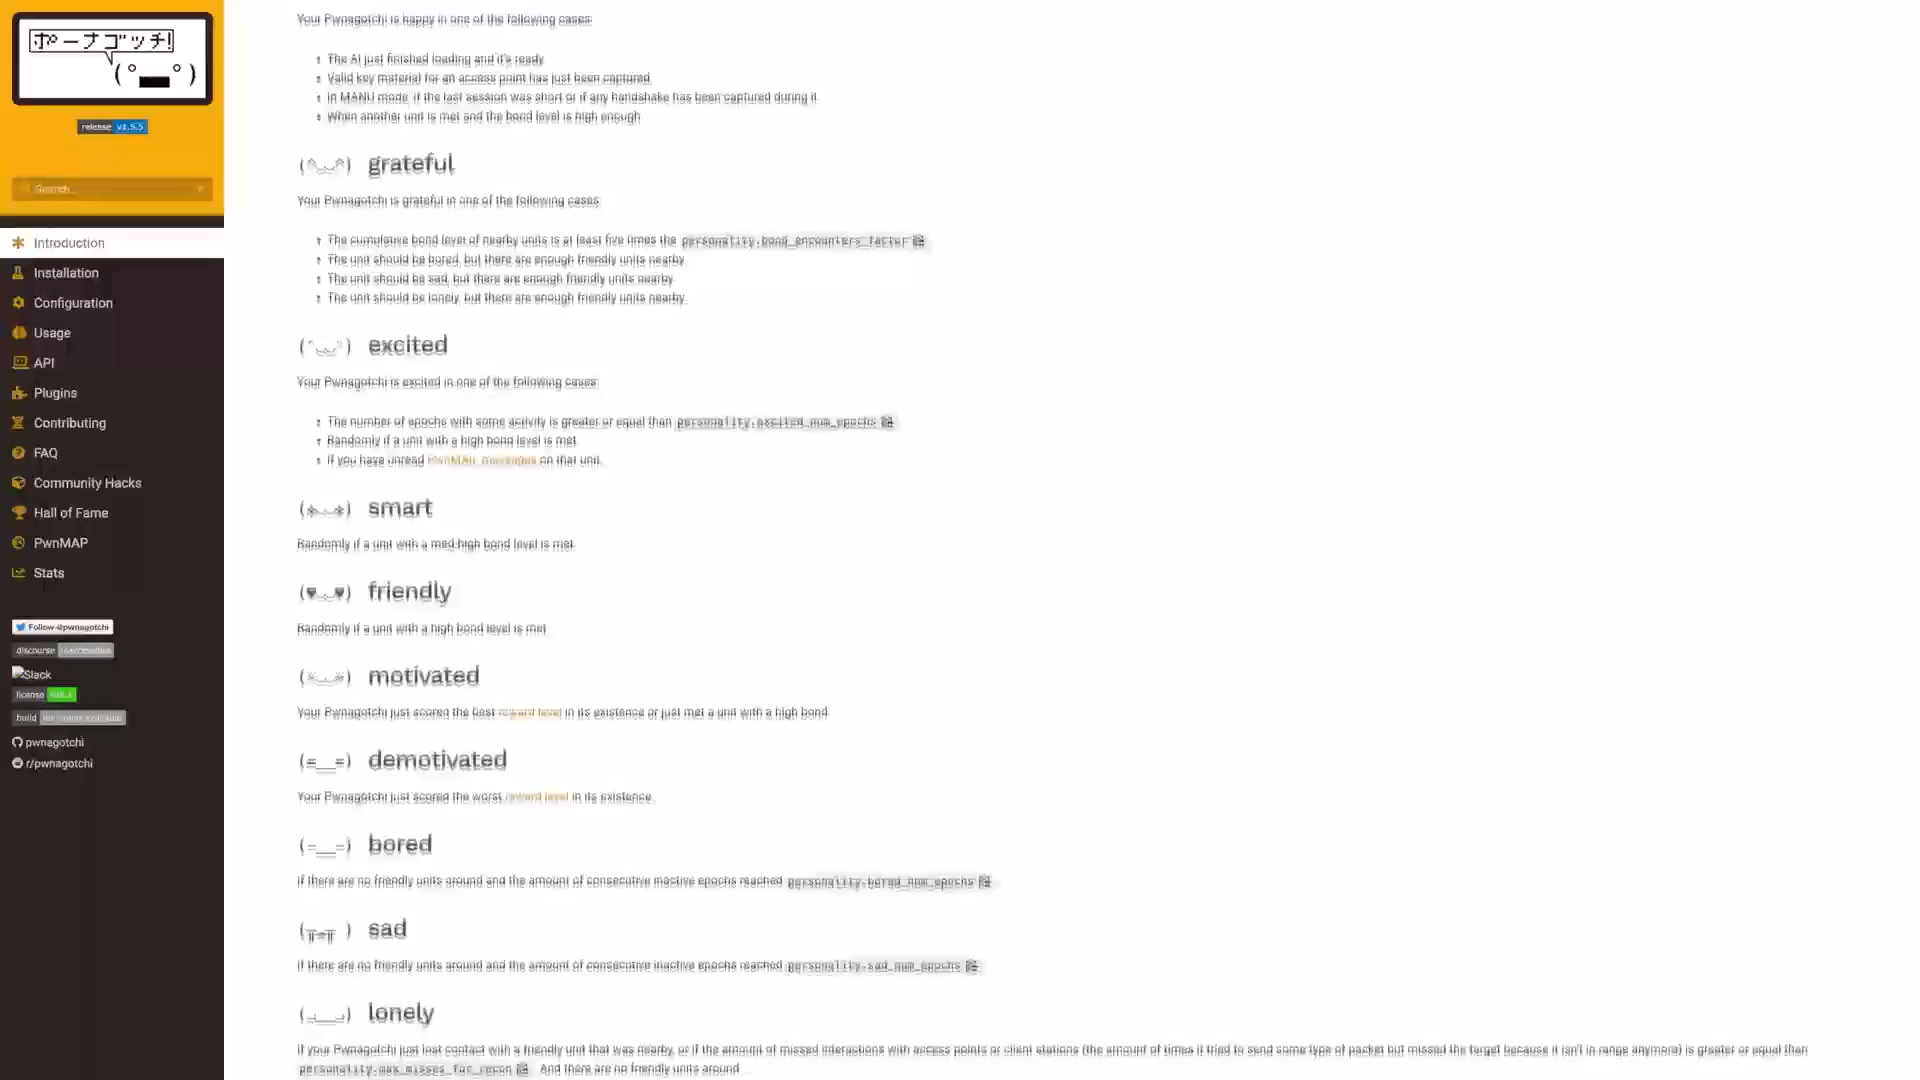 ポーナゴッチ!
release v1.5.5
Search...
Introduction
Installation
Configuration
Usage
API
Plugins
Contributing
FAQ
Community Hacks
Hall of Fame
PwnMAP
Stats
Follow @pwnagotchi
discourse
Slack
license
build
pwnagotchi
r/pwnagotchi
Your Pwnagotchi is happy in one of the following cases:
The AI just finished loading and it's ready.
Valid key material for an access point has just been captured.
In MANU mode, if the last session was short or if any handshake has been captured during it.
When another unit is met and the bond level is high enough.
(^‿‿^) grateful
Your Pwnagotchi is grateful in one of the following cases:
The cumulative bond level of nearby units is at least five times the personality.bond_encounters_factor
The unit should be bored, but there are enough friendly units nearby.
The unit should be sad, but there are enough friendly units nearby.
The unit should be lonely, but there are enough friendly units nearby.
excited
Your Pwnagotchi is excited in one of the following cases:
The number of epochs with some activity is greater or equal than personality.excited_num_epochs
Randomly if a unit with a high bond level is met.
If you have unread PwnMAIL messages on that unit.
smart
Randomly if a unit with a med-high bond level is met.
(♥‿‿♥) friendly
Randomly if a unit with a high bond level is met.
motivated
Your Pwnagotchi just scored the best reward level in its existence or just met a unit with a high bond.
(≡__≡) demotivated
Your Pwnagotchi just scored the worst reward level in its existence.
(-__-) bored
If there are no friendly units around and the amount of consecutive inactive epochs reached personality.bored_num_epochs
(╥☁╥ ) sad
If there are no friendly units around and the amount of consecutive inactive epochs reached personality.sad_num_epochs
lonely
If your Pwnagotchi just lost contact with a friendly unit that was nearby, or if the amount of missed interactions with access points or client stations (the amount of times it tried to send some type of packet but missed the target because it isn't in range anymore) is greater or equal than
personality.max_misses_for_recon . And there are no friendly units around.